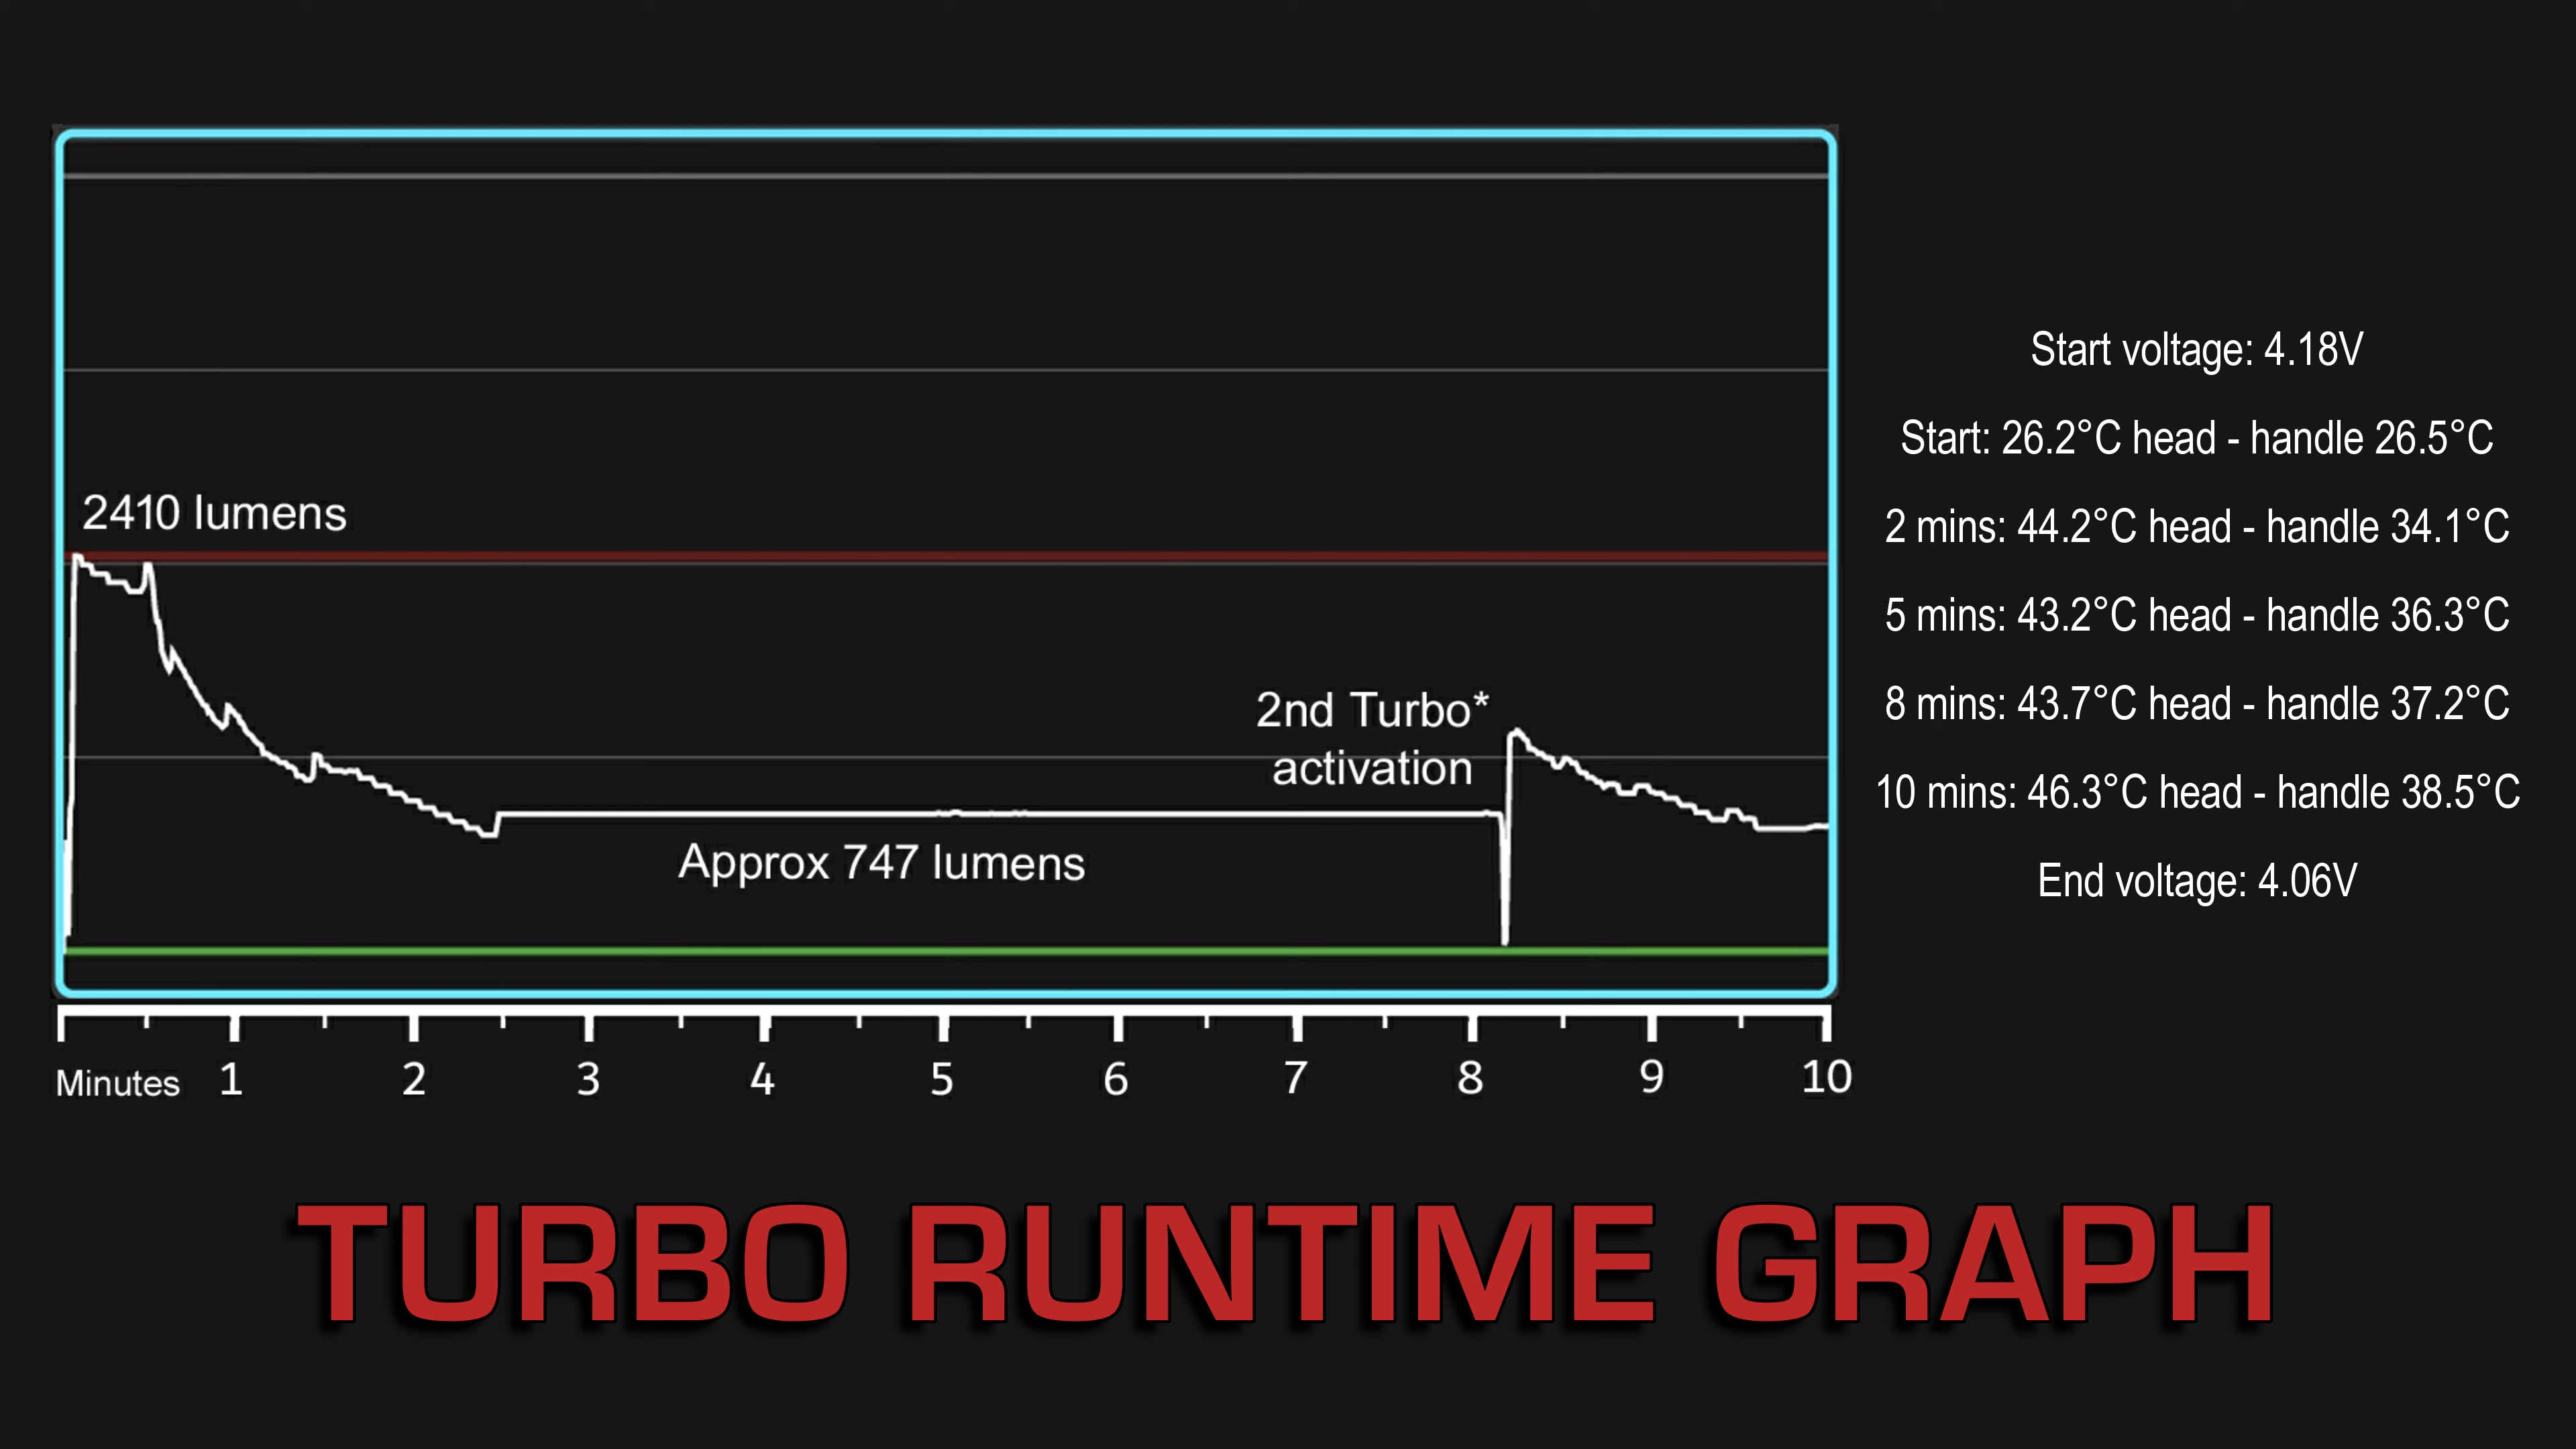 2410 lumens
2nd Turbo*
activation
Approx 747 lumens
Minutes 1 2 3 4 5 6 7 8 9 10
Start voltage: 4.18V
Start: 26.2°C head - handle 26.5°C
2 mins: 44.2°C head - handle 34.1°C
5 mins: 43.2°C head - handle 36.3°C
8 mins: 43.7°C head - handle 37.2°C
10 mins: 46.3°C head - handle 38.5°C
End voltage: 4.06V
TURBO RUNTIME GRAPH